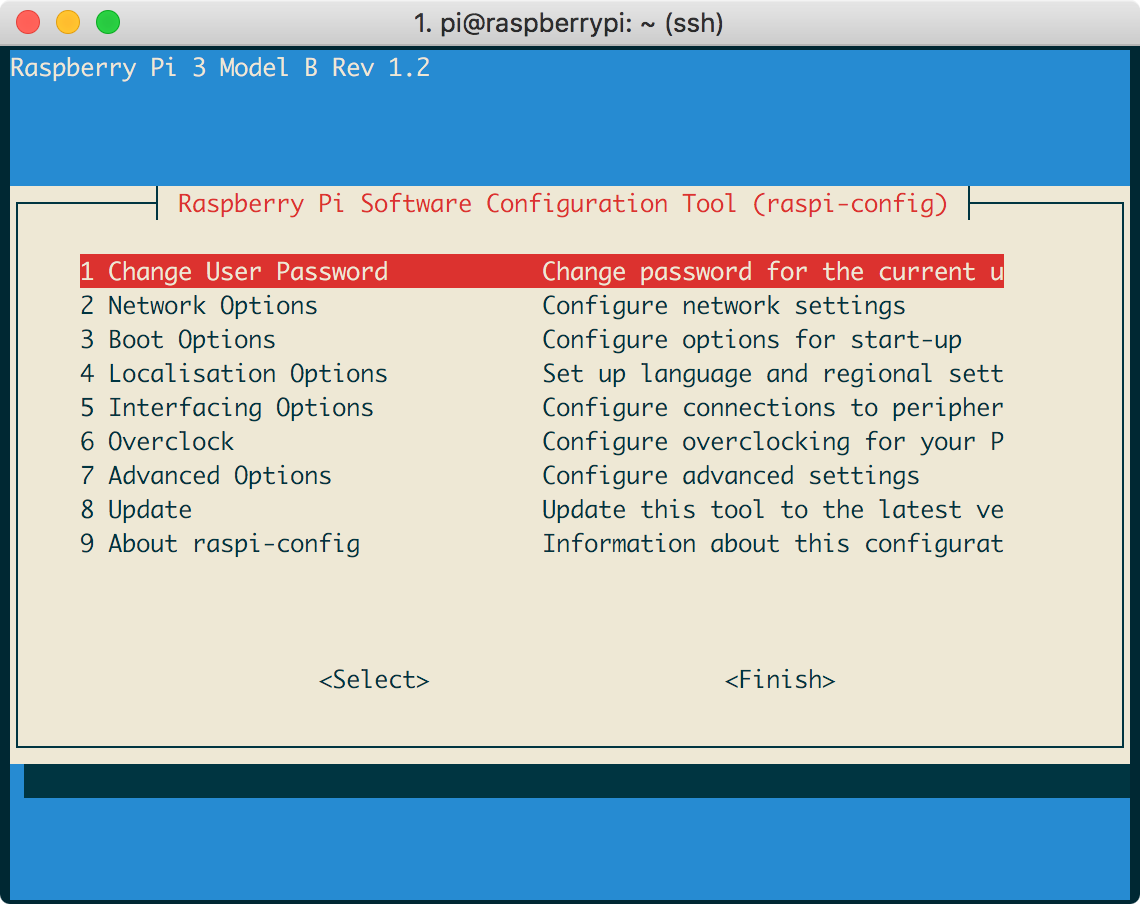 1. pi@raspberrypi: ~ (ssh)
Raspberry Pi 3 Model B Rev 1.2
Raspberry Pi Software Configuration Tool (raspi-config)
1 Change User Password Change password for the current u
2 Network Options Configure network settings
3 Boot Options Configure options for start-up
4 Localisation Options Set up language and regional sett
5 Interfacing Options Configure connections to peripher
6 Overclock Configure overclocking for your P
7 Advanced Options Configure advanced settings
8 Update Update this tool to the latest ve
9 About raspi-config Information about this configurat
<Select> <Finish>